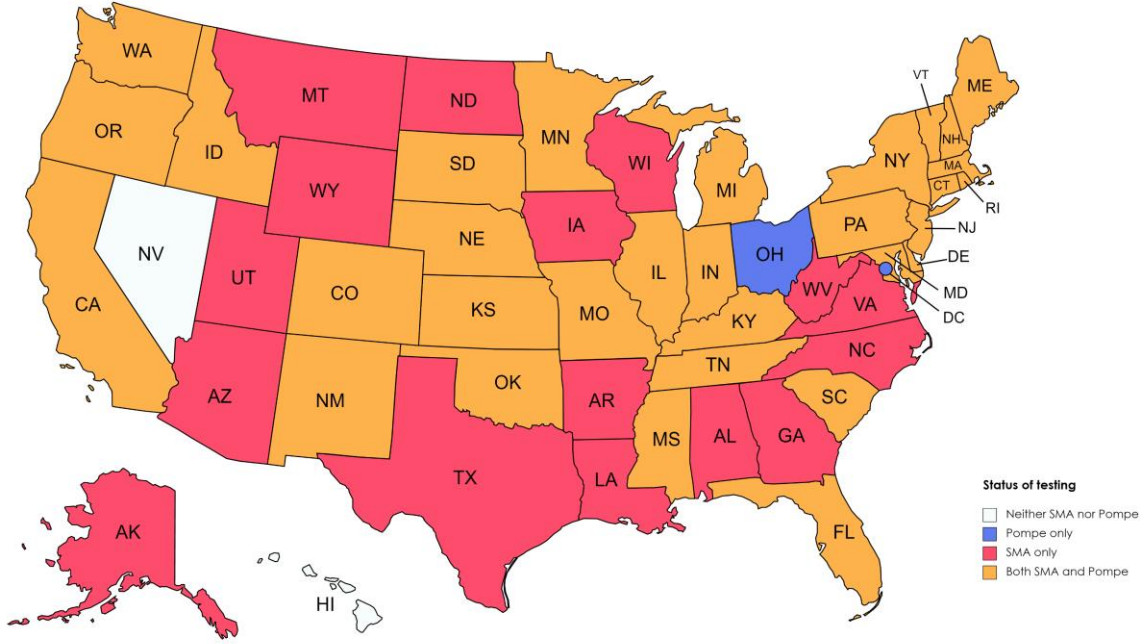 WA
MT
ND
MN
VT
ME
OR
ID
SD
WI
NH
NY
MA
CT
RI
WY
MI
IA
NE
PA
NJ
NV
OH
DE
UT
IL
IN
CA
CO
MD
WV
VA
DC
KS
MO
KY
NC
TN
AZ
OK
NM
AR
SC
MS
AL
GA
TX
LA
FL
AK
HI
Status of testing
Neither SMA nor Pompe
Pompe only
SMA only
Both SMA and Pompe